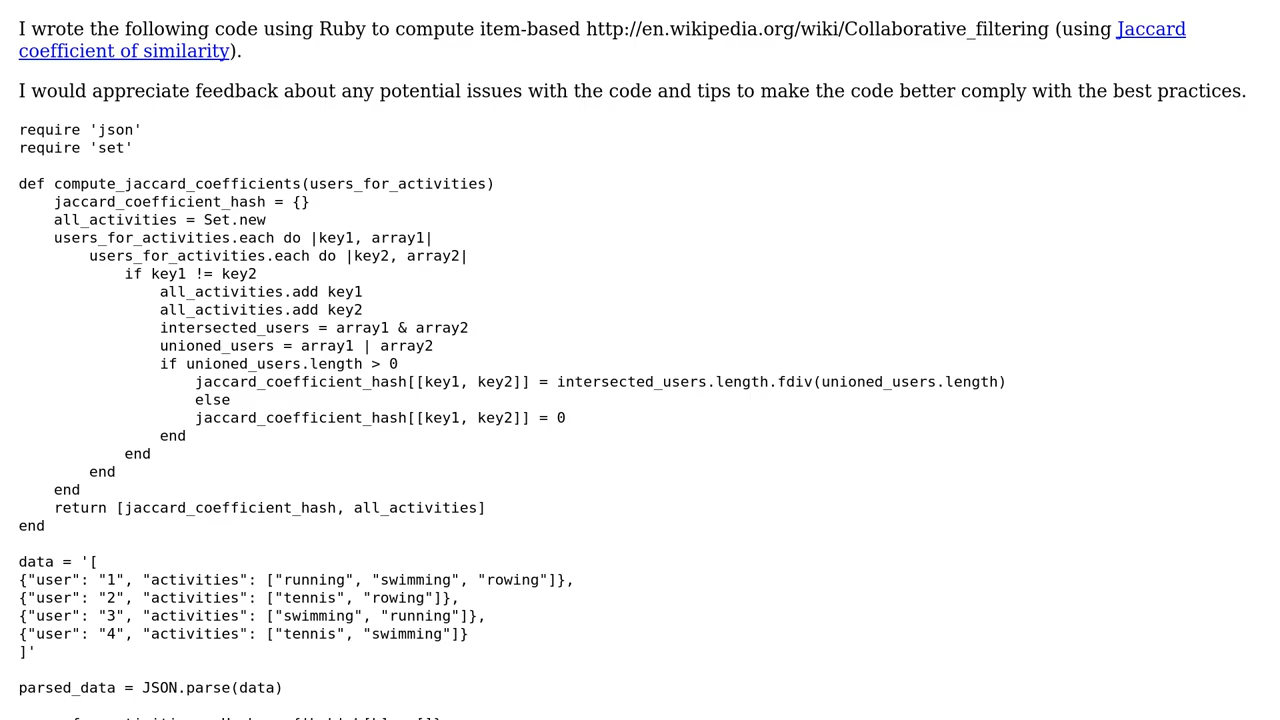 I wrote the following code using Ruby to compute item-based http://en.wikipedia.org/wiki/Collaborative_filtering (using Jaccard
coefficient of similarity).
I would appreciate feedback about any potential issues with the code and tips to make the code better comply with the best practices.
require 'json'
require 'set'
def compute_jaccard_coefficients(users_for_activities)
    jaccard_coefficient_hash = {}
    all_activities = Set.new
    users_for_activities.each do |key1, array1|
        users_for_activities.each do |key2, array2|
            if key1 != key2
                all_activities.add key1
                all_activities.add key2
                intersected_users = array1 & array2
                unioned_users = array1 | array2
                if unioned_users.length > 0
                    jaccard_coefficient_hash[[key1, key2]] = intersected_users.length.fdiv(unioned_users.length)
                    else
                    jaccard_coefficient_hash[[key1, key2]] = 0
                end
            end
        end
    end
    return [jaccard_coefficient_hash, all_activities]
end
data = '[
{"user": "1", "activities": ["running", "swimming", "rowing"]},
{"user": "2", "activities": ["tennis", "rowing"]},
{"user": "3", "activities": ["swimming", "running"]},
{"user": "4", "activities": ["tennis", "swimming"]}
]'
parsed_data = JSON.parse(data)